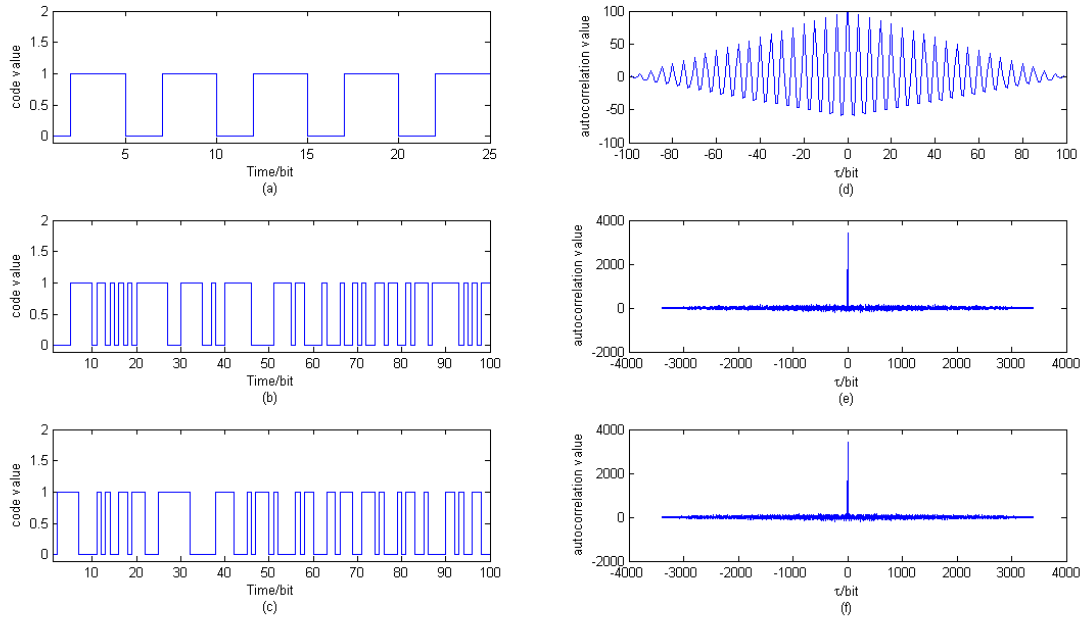 2
1.5
1
0.5
0
code value
5 10 15 20 25
Time/bit
(a)
100
50
0
-50
-100
autocorrelation value
-100 -80 -60 -40 -20 0 20 40 60 80 100
τ/bit
(d)
2
1.5
1
0.5
0
code value
10 20 30 40 50 60 70 80 90 100
Time/bit
(b)
4000
2000
0
-2000
autocorrelation value
-4000 -3000 -2000 -1000 0 1000 2000 3000 4000
τ/bit
(e)
2
1.5
1
0.5
0
code value
10 20 30 40 50 60 70 80 90 100
Time/bit
(c)
4000
2000
0
-2000
autocorrelation value
-4000 -3000 -2000 -1000 0 1000 2000 3000 4000
τ/bit
(f)